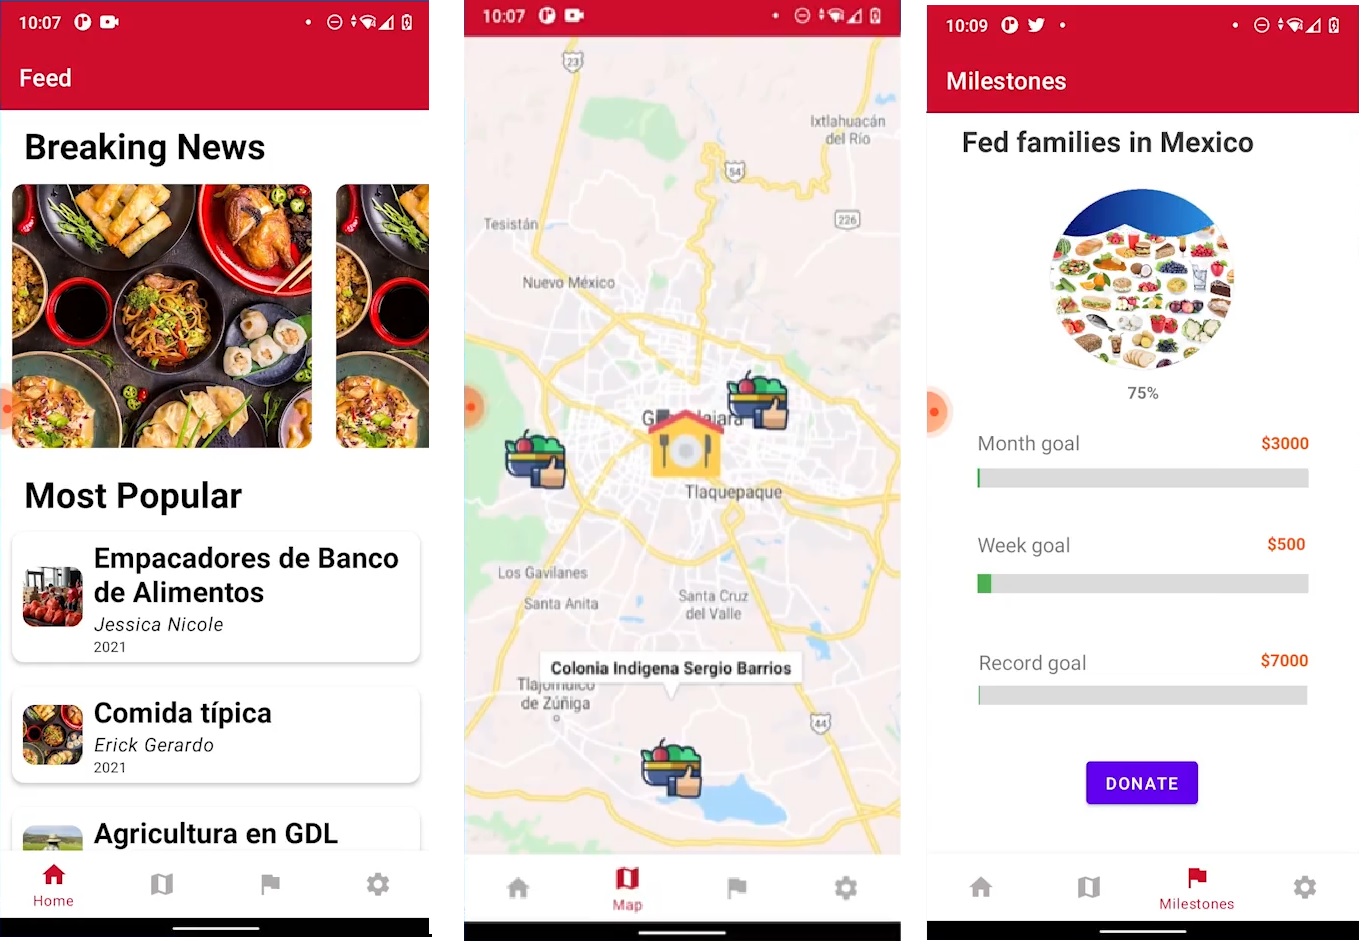 10:07
Feed
Breaking News
Most Popular
Empacadores de Banco
de Alimentos
Jessica Nicole
2021
Comida típica
Erick Gerardo
2021
Agricultura en GDL
Home
10:07
23
Ixtlahuacán
del Río
54
226
Tesistán
Nuevo México
Tlaquepaque
Los Gavilanes
Santa Anita
Santa Cruz
del Valle
Colonia Indigena Sergio Barrios
Tlajomulco
de Zúñiga
44
Map
10:09
Milestones
Fed families in Mexico
75%
Month goal
$3000
Week goal
$500
Record goal
$7000
DONATE
Milestones